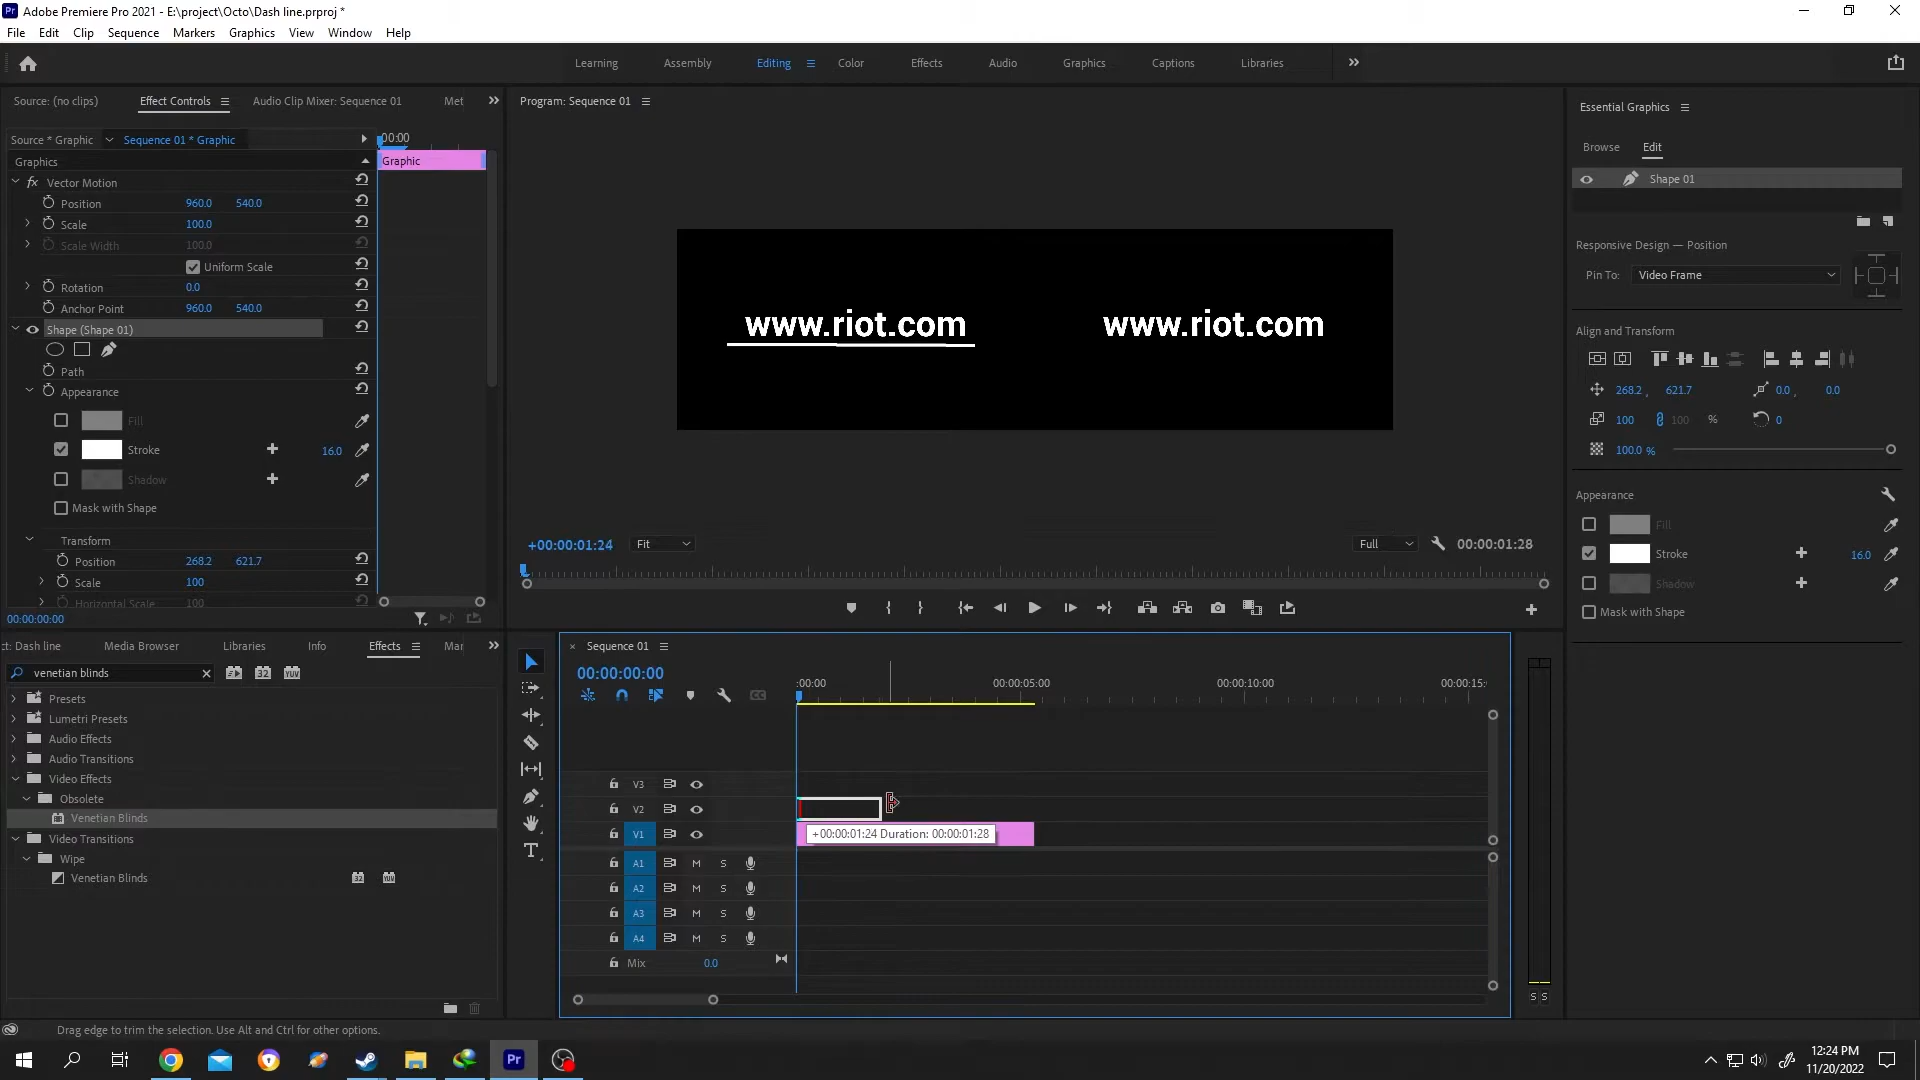 Adobe Premiere Pro 2021 - E:\project\Octo\Dash line.prproj *
File Edit Clip Sequence Markers Graphics View Window Help
Learning Assembly Editing Color Effects Audio Graphics Captions Libraries
Source: (no clips) Effect Controls Audio Clip Mixer: Sequence 01 Met
Source * Graphic Sequence 01 * Graphic
:00:00
Graphics
Graphic
fx Vector Motion
Position 960.0 540.0
Scale 100.0
Scale Width 100.0
Uniform Scale
Rotation 0.0
Anchor Point 960.0 540.0
Shape (Shape 01)
Path
Appearance
Fill
Stroke 16.0
Shadow
Mask with Shape
Transform
Position 268.2 621.7
Scale 100
Horizontal Scale 100
00:00:00:00
Program: Sequence 01
www.riot.com www.riot.com
+00:00:01:24 Fit Full 00:00:01:28
Essential Graphics
Browse Edit
Shape 01
Responsive Design — Position
Pin To: Video Frame
Align and Transform
268.2 , 621.7 0.0 , 0.0
100 100 % 0
100.0 %
Appearance
Fill
Stroke 16.0
Shadow
Mask with Shape
ct: Dash line Media Browser Libraries Info Effects Mar
venetian blinds 32 YUV
Presets
Lumetri Presets
Audio Effects
Audio Transitions
Video Effects
Obsolete
Venetian Blinds
Video Transitions
Wipe
Venetian Blinds 32 YUV
× Sequence 01
00:00:00:00
:00:00 00:00:05:00 00:00:10:00 00:00:15:
CC
V3
V2
V1
+00:00:01:24 Duration: 00:00:01:28
A1 M S
A2 M S
A3 M S
A4 M S
Mix 0.0
S S
Drag edge to trim the selection. Use Alt and Ctrl for other options.
Pr
12:24 PM
11/20/2022